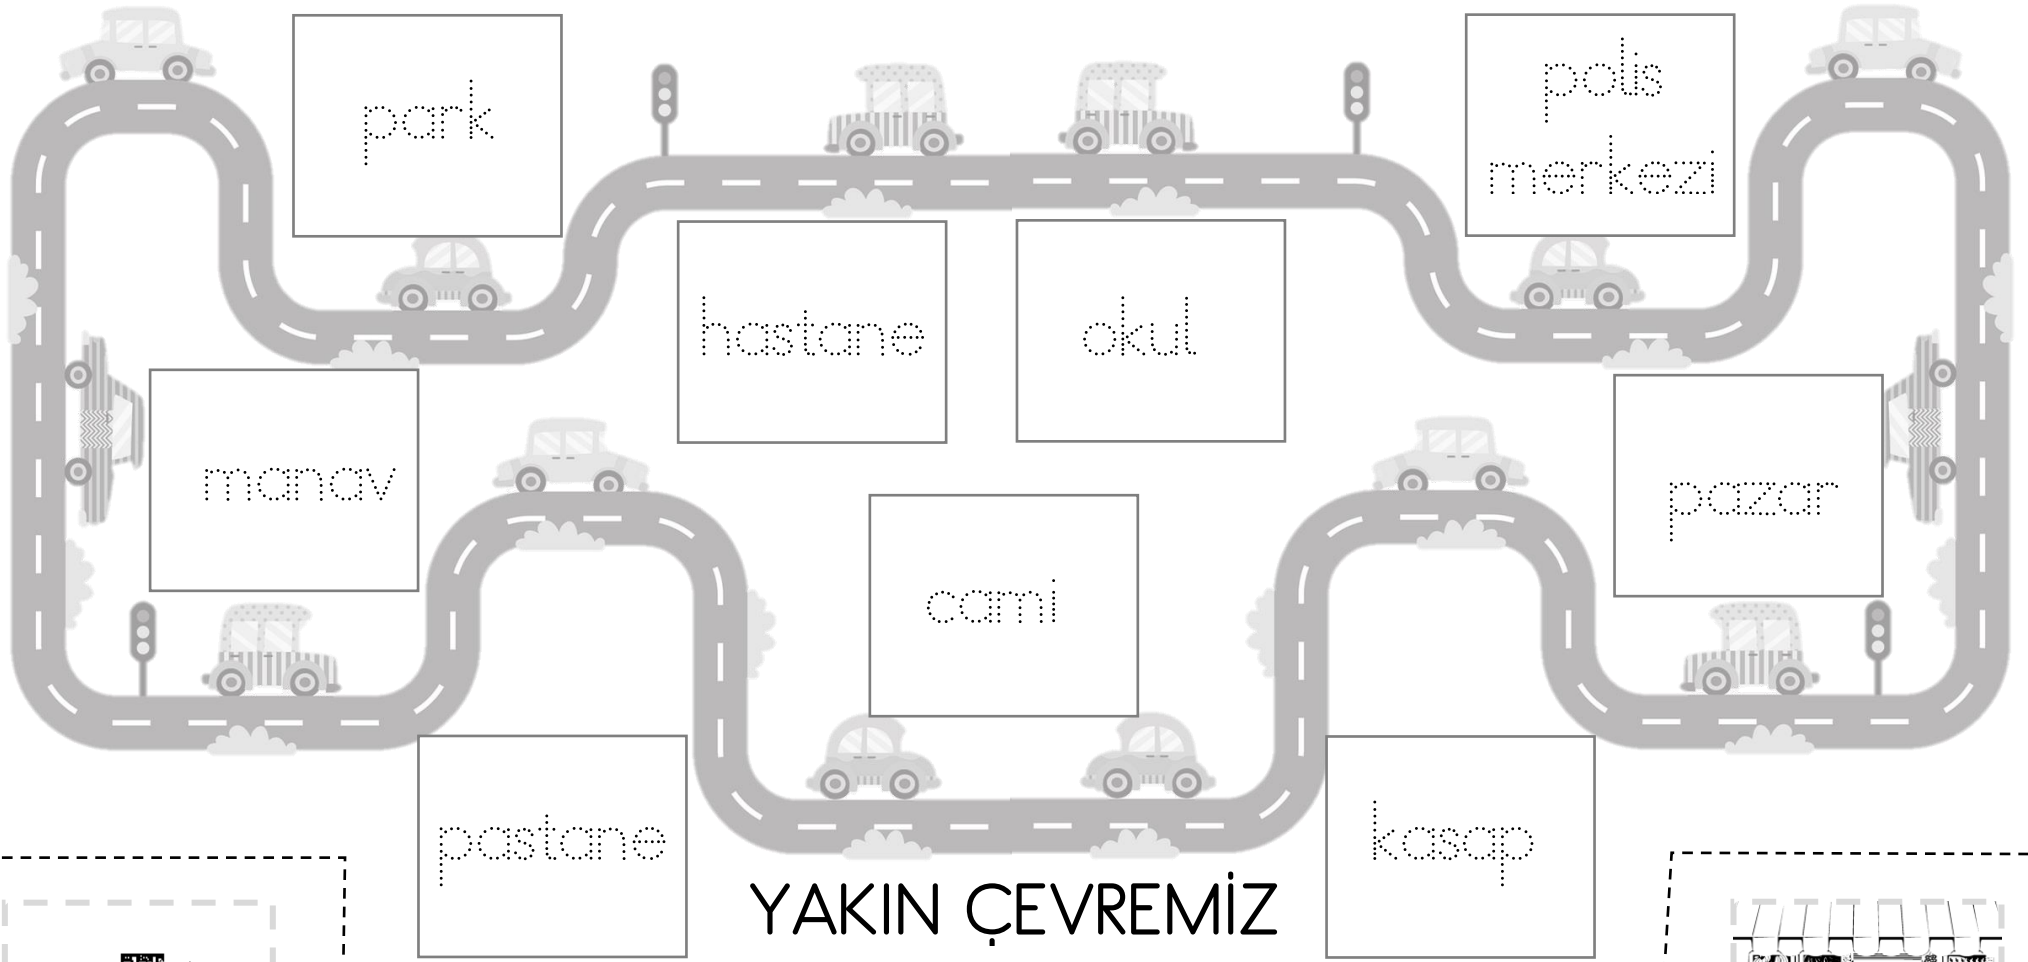 park
polis
merkezi
hastane
okul
manav
pazar
cami
pastane
kasap
YAKIN ÇEVREMİZ